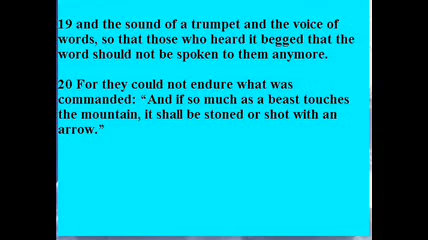 19 and the sound of a trumpet and the voice of
words, so that those who heard it begged that the
word should not be spoken to them anymore.
20 For they could not endure what was
commanded: “And if so much as a beast touches
the mountain, it shall be stoned or shot with an
arrow.”